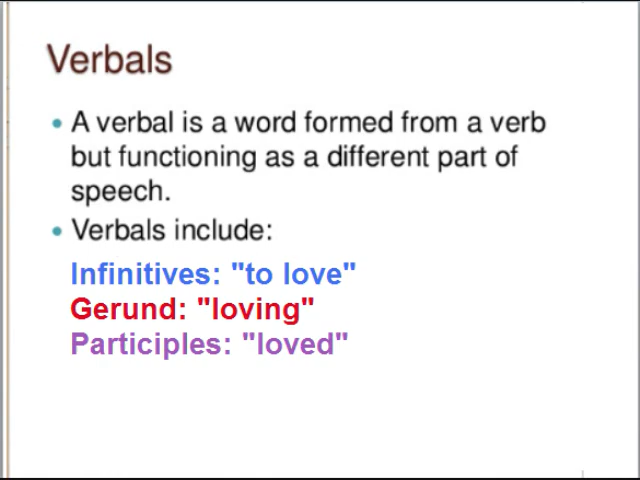 Verbals
• A verbal is a word formed from a verb
but functioning as a different part of
speech.
• Verbals include:
Infinitives: "to love"
Gerund: "loving"
Participles: "loved"